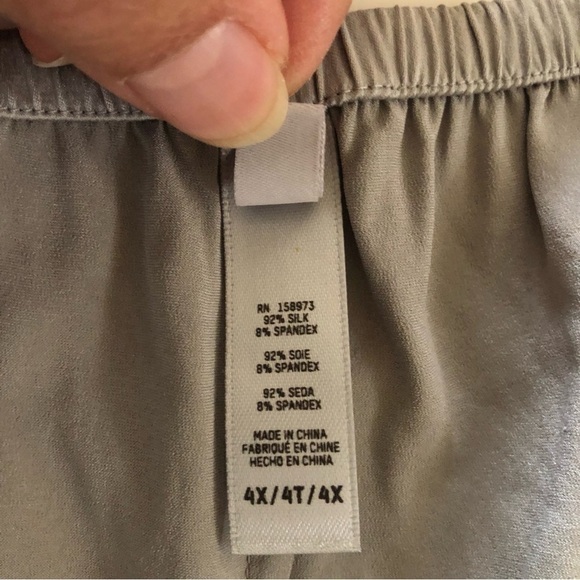 RN 158973
92% SILK
8% SPANDEX
92% SOIE
8% SPANDEX
92% SEDA
8% SPANDEX
MADE IN CHINA
FABRIQUÉ EN CHINE
HECHO EN CHINA
4X/4T/4X